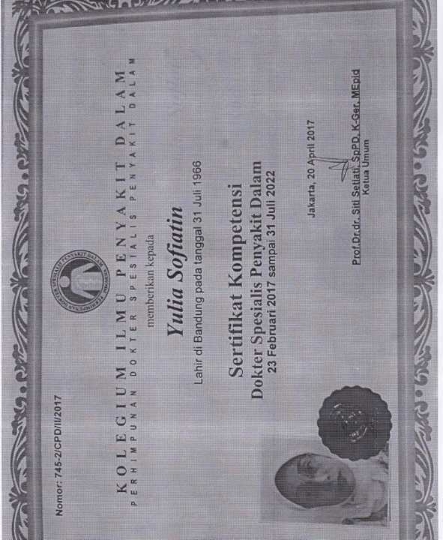 Nomor: 745-2/CPD/II/2017
KOLEGIUM ILMU PENYAKIT DALAM
PERHIMPUNAN DOKTER SPESIALIS PENYAKIT DALAM
memberikan kepada
Yulia Sofiatin
Lahir di Bandung pada tanggal 31 Juli 1966
Sertifikat Kompetensi
Dokter Spesialis Penyakit Dalam
23 Februari 2017 sampai 31 Juli 2022
Jakarta, 20 April 2017
Prof.Dr.dr. Siti Setiati, SpPD, K-Ger, MEpid
Ketua Umum